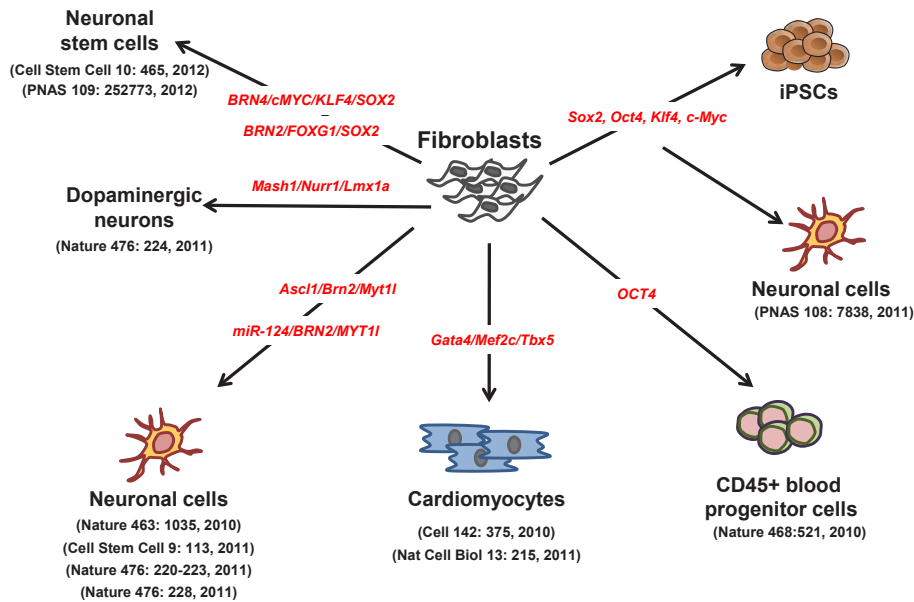 Neuronal
stem cells
(Cell Stem Cell 10: 465, 2012)
(PNAS 109: 252773, 2012)
BRN4/cMYC/KLF4/SOX2
BRN2/FOXG1/SOX2
Fibroblasts
Sox2, Oct4, Klf4, c-Myc
iPSCs
Mash1/Nurr1/Lmx1a
Dopaminergic
neurons
(Nature 476: 224, 2011)
Neuronal cells
(PNAS 108: 7838, 2011)
Ascl1/Brn2/Myt1l
miR-124/BRN2/MYT1l
Gata4/Mef2c/Tbx5
OCT4
Neuronal cells
(Nature 463: 1035, 2010)
(Cell Stem Cell 9: 113, 2011)
(Nature 476: 220-223, 2011)
(Nature 476: 228, 2011)
Cardiomyocytes
(Cell 142: 375, 2010)
(Nat Cell Biol 13: 215, 2011)
CD45+ blood
progenitor cells
(Nature 468:521, 2010)